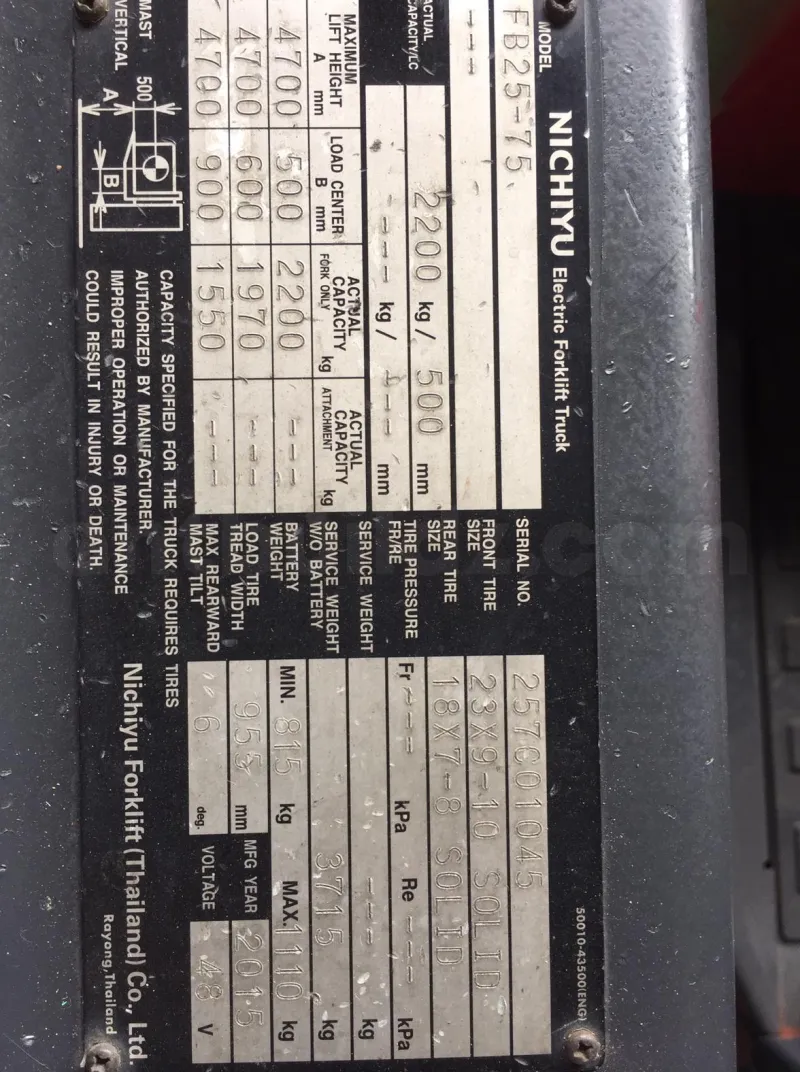 NICHIYU Electric Forklift Truck
50010-43500(ENG)
MODEL FB25-75
---
ACTUAL CAPACITY/LC 2200 kg / 500 mm
---- kg / --- mm
MAXIMUM LIFT HEIGHT A mm LOAD CENTER B mm ACTUAL CAPACITY FORK ONLY kg ACTUAL CAPACITY ATTACHMENT kg
4700 500 2200 ---
4700 600 1970 ---
4700 900 1550 ---
MAST VERTICAL
500
A
B
SERIAL NO. 257C01045
FRONT TIRE SIZE 23X9-10 SOLID
REAR TIRE SIZE 18X7-8 SOLID
TIRE PRESSURE FR/RE Fr --- kPa Re --- kPa
SERVICE WEIGHT --- kg
SERVICE WEIGHT W/O BATTERY 3715 kg
BATTERY WEIGHT MIN. 815 kg MAX. 1110 kg
LOAD TIRE TREAD WIDTH 955 mm MFG YEAR 2015
MAX REARWARD MAST TILT 6 deg. VOLTAGE 48 V
CAPACITY SPECIFIED FOR THE TRUCK REQUIRES TIRES
AUTHORIZED BY MANUFACTURER.
IMPROPER OPERATION OR MAINTENANCE
COULD RESULT IN INJURY OR DEATH.
Nichiyu Forklift (Thailand) Co., Ltd.
Rayong,Thailand